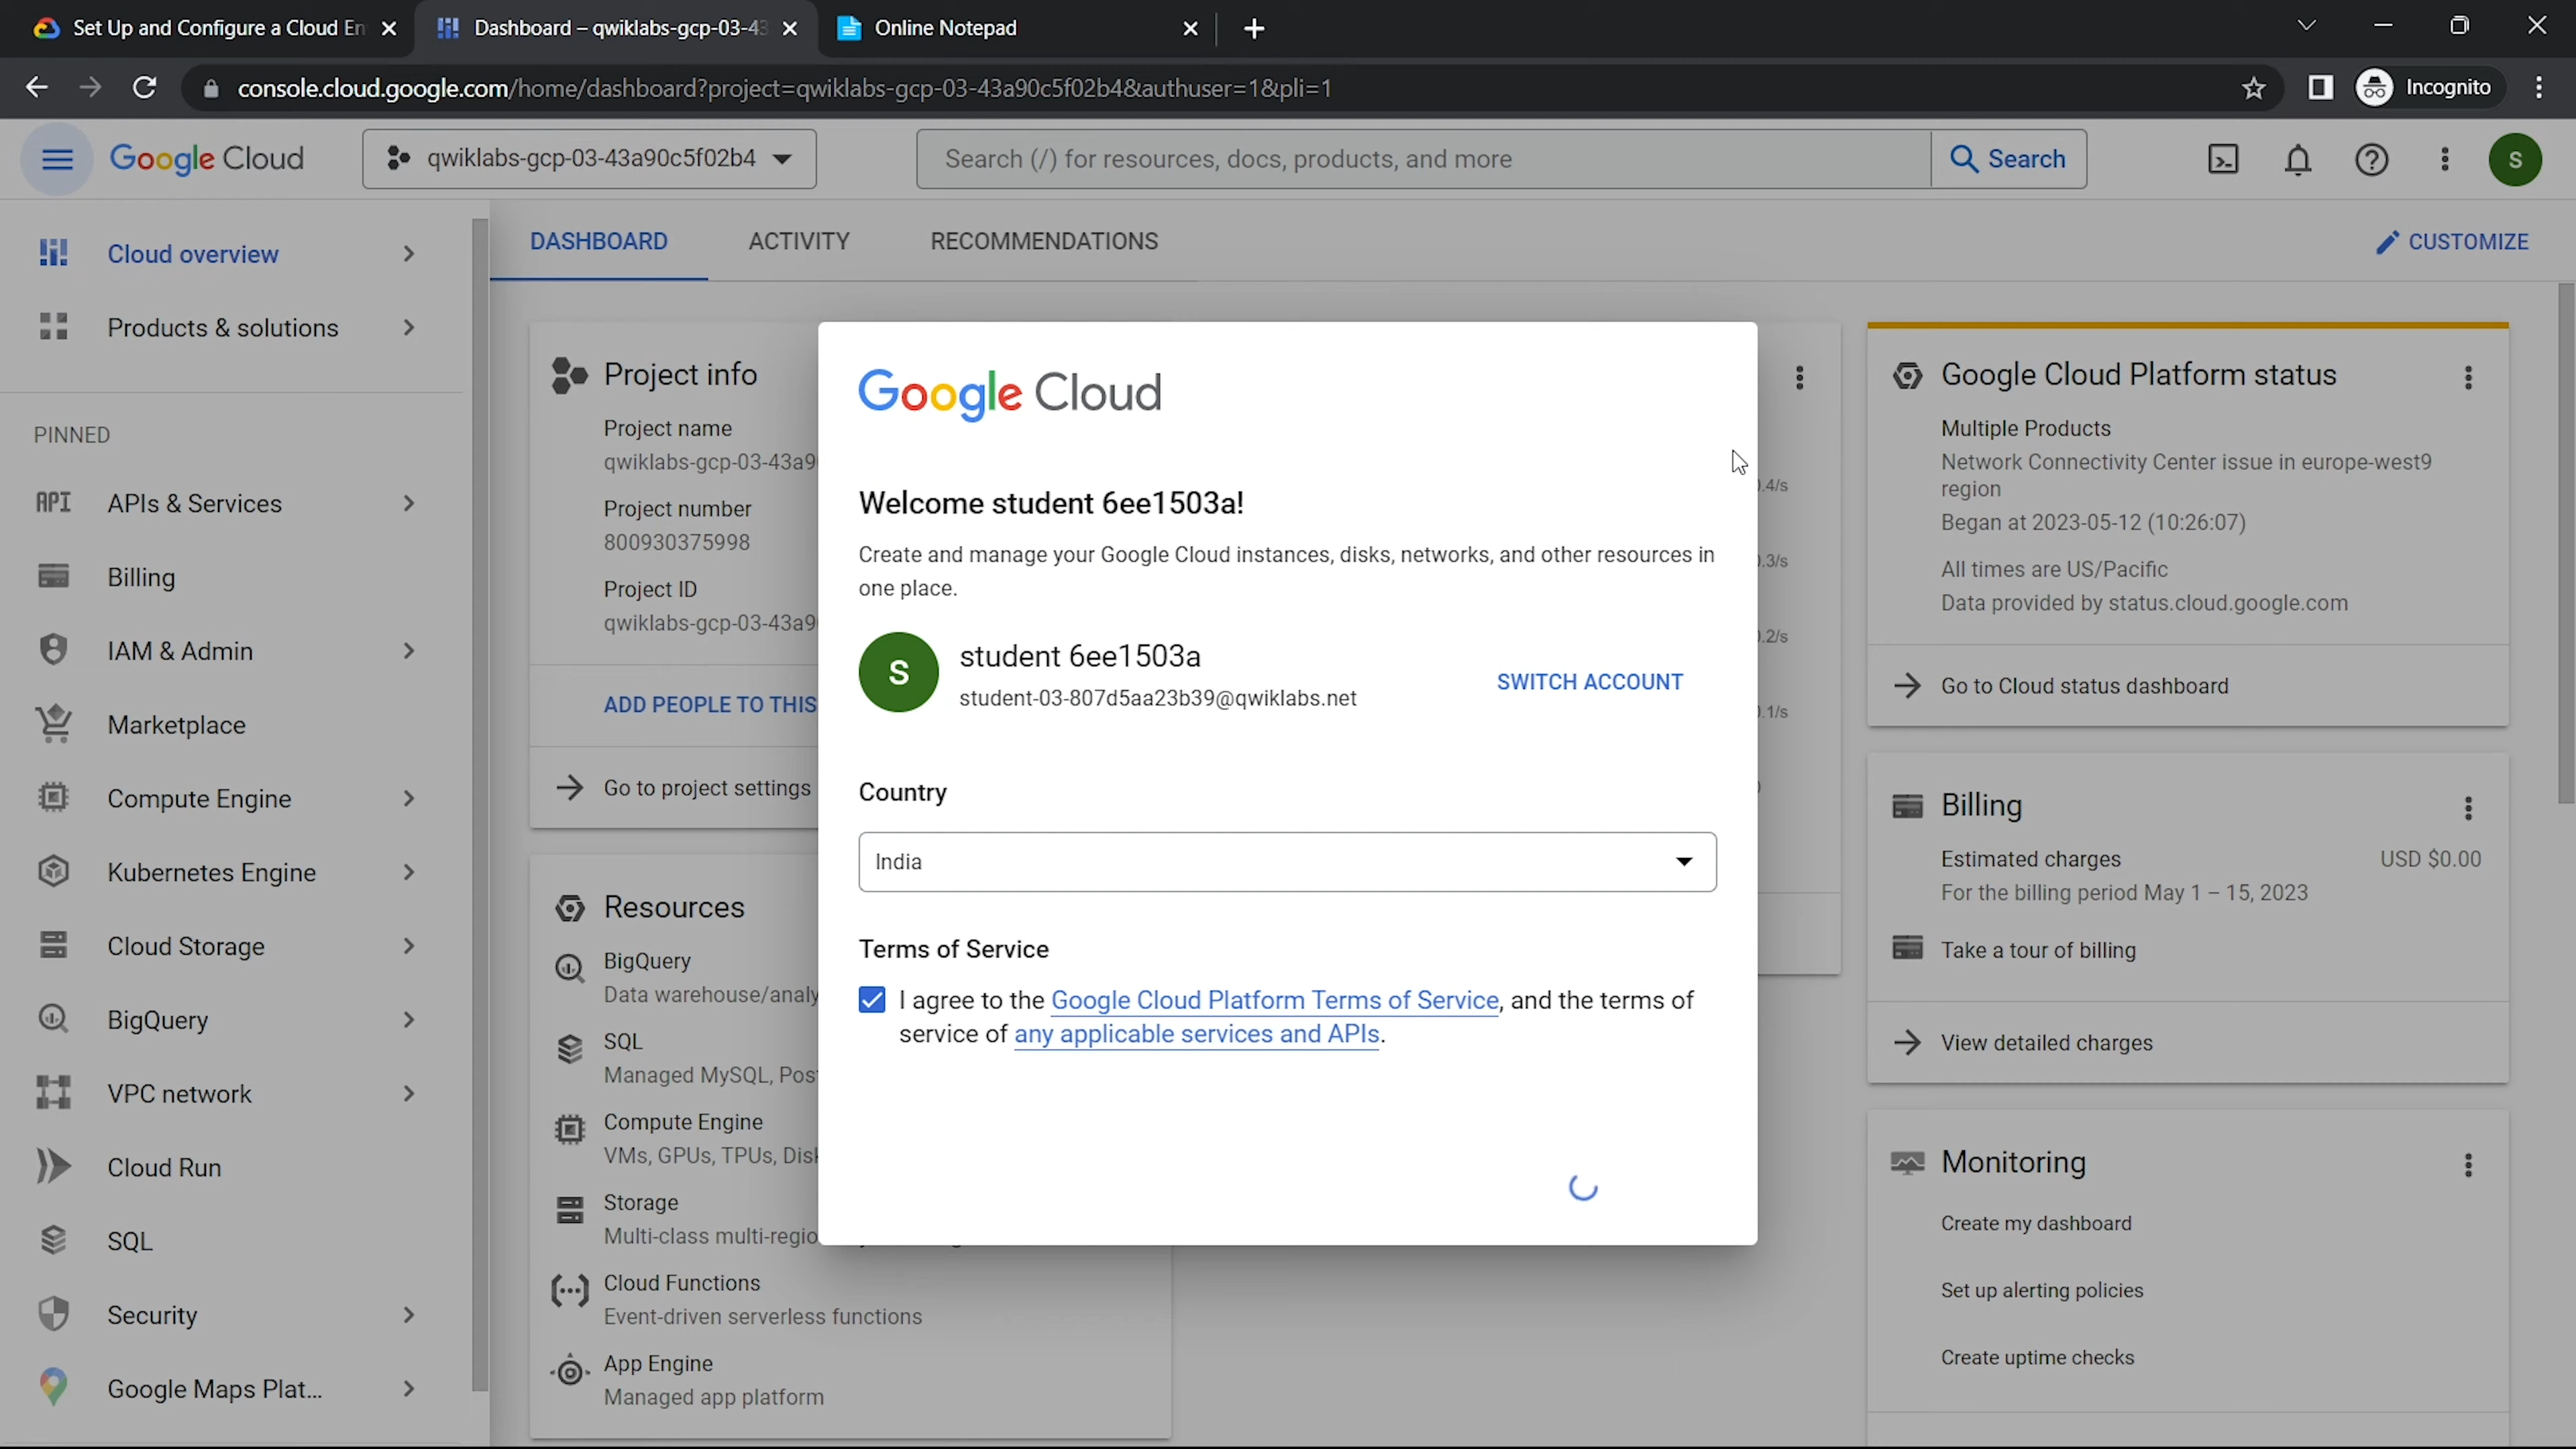 Set Up and Configure a Cloud En
Dashboard – qwiklabs-gcp-03-43
Online Notepad
console.cloud.google.com/home/dashboard?project=qwiklabs-gcp-03-43a90c5f02b4&authuser=1&pli=1
Incognito
Google Cloud
qwiklabs-gcp-03-43a90c5f02b4
Search (/) for resources, docs, products, and more
Search
S
Cloud overview
Products & solutions
PINNED
API APIs & Services
Billing
IAM & Admin
Marketplace
Compute Engine
Kubernetes Engine
Cloud Storage
BigQuery
VPC network
Cloud Run
SQL
Security
Google Maps Plat...
DASHBOARD
ACTIVITY
RECOMMENDATIONS
CUSTOMIZE
Project info
Project name
qwiklabs-gcp-03-43a9
Project number
800930375998
Project ID
qwiklabs-gcp-03-43a9
ADD PEOPLE TO THIS
Go to project settings
Resources
BigQuery
Data warehouse/analy
SQL
Managed MySQL, Pos
Compute Engine
VMs, GPUs, TPUs, Disk
Storage
Multi-class multi-regio
Cloud Functions
Event-driven serverless functions
App Engine
Managed app platform
Google Cloud
Welcome student 6ee1503a!
Create and manage your Google Cloud instances, disks, networks, and other resources in
one place.
S
student 6ee1503a
student-03-807d5aa23b39@qwiklabs.net
SWITCH ACCOUNT
Country
India
Terms of Service
I agree to the Google Cloud Platform Terms of Service, and the terms of
service of any applicable services and APIs.
.4/s
.3/s
.2/s
.1/s
Google Cloud Platform status
Multiple Products
Network Connectivity Center issue in europe-west9
region
Began at 2023-05-12 (10:26:07)
All times are US/Pacific
Data provided by status.cloud.google.com
Go to Cloud status dashboard
Billing
Estimated charges
USD $0.00
For the billing period May 1 – 15, 2023
Take a tour of billing
View detailed charges
Monitoring
Create my dashboard
Set up alerting policies
Create uptime checks